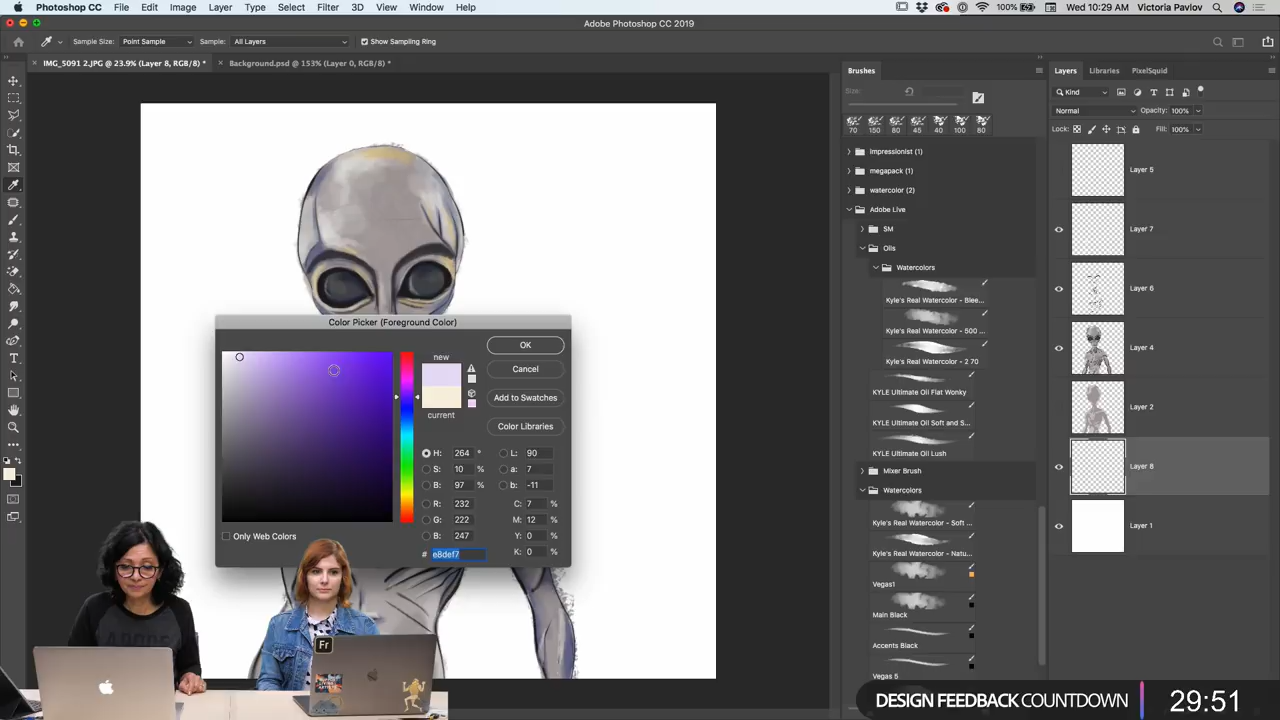 Photoshop CC File Edit Image Layer Type Select Filter 3D View Window Help 100% Wed 10:29 AM Victoria Pavlov
Adobe Photoshop CC 2019
Sample Size: Point Sample Sample: All Layers Show Sampling Ring
IMG_5091 2.JPG @ 23.9% (Layer 8, RGB/8) * Background.psd @ 153% (Layer 0, RGB/8) *
Brushes
Size:
70 150 80 45 40 100 80
Impressionist (1)
megapack (1)
watercolor (2)
Adobe Live
SM
Oils
Watercolors
Kyle's Real Watercolor - Blee...
Kyle's Real Watercolor - 500 ...
Kyle's Real Watercolor - 2 70
KYLE Ultimate Oil Flat Wonky
KYLE Ultimate Oil Soft and S...
KYLE Ultimate Oil Lush
Mixer Brush
Watercolors
Kyle's Real Watercolor - Soft ...
Kyle's Real Watercolor - Natu...
Vegas1
Main Black
Accents Black
Vegas 5
Layers Libraries PixelSquid
Kind
Normal Opacity: 100%
Lock: Fill: 100%
Layer 5
Layer 7
Layer 6
Layer 4
Layer 2
Layer 8
Layer 1
Color Picker (Foreground Color)
new
current
OK
Cancel
Add to Swatches
Color Libraries
H: 264 ° L: 90
S: 10 % a: 7
B: 97 % b: -11
R: 232 C: 7 %
G: 222 M: 12 %
B: 247 Y: 0 %
# e8def7 K: 0 %
Only Web Colors
Fr
DESIGN FEEDBACK COUNTDOWN 29:51